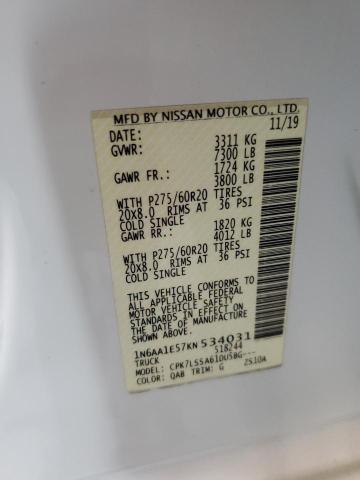 MFD BY NISSAN MOTOR CO., LTD.
DATE: 11/19
GVWR: 3311 KG
7300 LB
GAWR FR.: 1724 KG
3800 LB
WITH P275/60R20 TIRES
20x8.0 RIMS AT 36 PSI
COLD SINGLE
GAWR RR.: 1820 KG
4012 LB
WITH P275/60R20 TIRES
20x8.0 RIMS AT 36 PSI
COLD SINGLE
THIS VEHICLE CONFORMS TO
ALL APPLICABLE FEDERAL
MOTOR VEHICLE SAFETY
STANDARDS IN EFFECT ON
THE DATE OF MANUFACTURE
1N6AA1E57KN534031
TRUCK 518244
MODEL: CPK7LS5A61DU5BG---
COLOR: QAB TRIM: G 2S10A